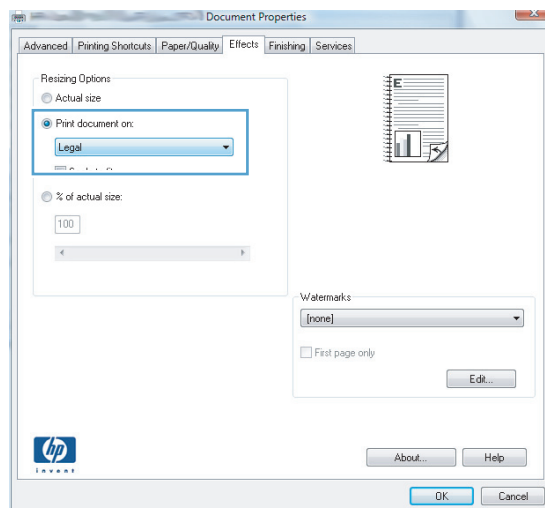 Document Properties
Advanced Printing Shortcuts Paper/Quality Effects Finishing Services
Resizing Options
Actual size
Print document on:
Legal
% of actual size:
100
E
Watermarks
[none]
First page only
Edit...
hp
invent
About... Help
OK Cancel